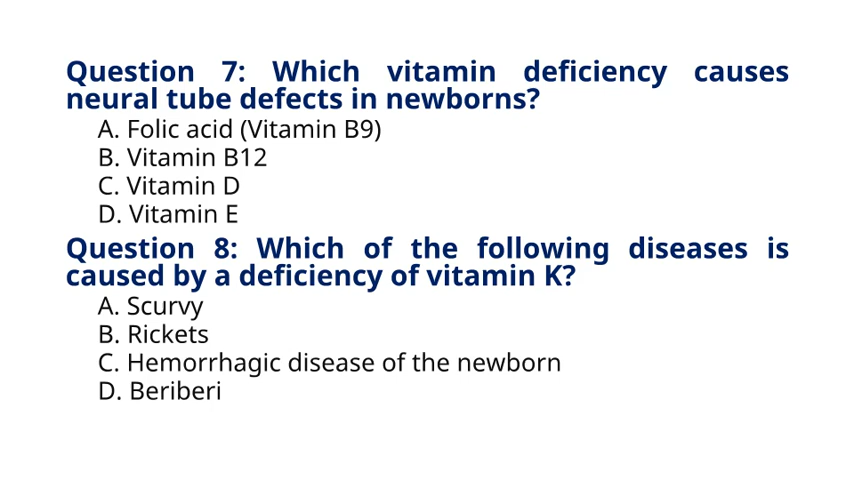 Question 7: Which vitamin deficiency causes
neural tube defects in newborns?
A. Folic acid (Vitamin B9)
B. Vitamin B12
C. Vitamin D
D. Vitamin E
Question 8: Which of the following diseases is
caused by a deficiency of vitamin K?
A. Scurvy
B. Rickets
C. Hemorrhagic disease of the newborn
D. Beriberi